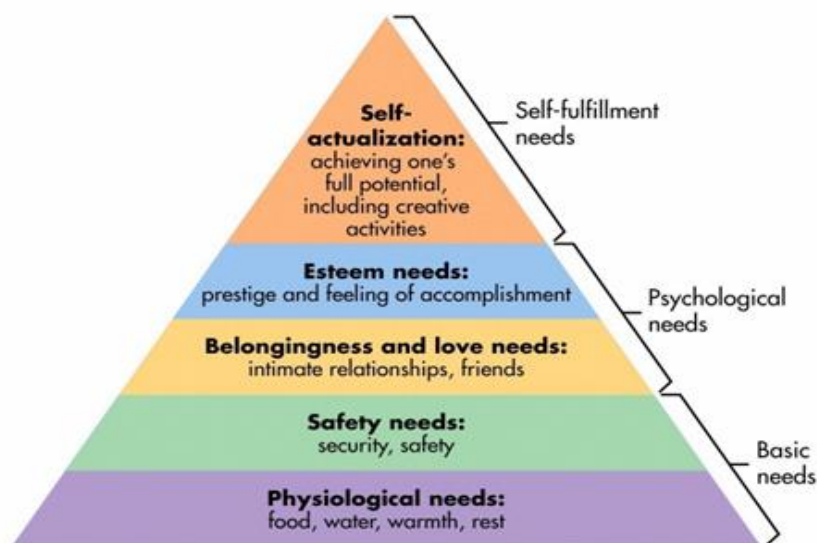 Self-
actualization:
achieving one's
full potential,
including creative
activities
Self-fulfillment
needs
Esteem needs:
prestige and feeling of accomplishment
Belongingness and love needs:
intimate relationships, friends
Psychological
needs
Safety needs:
security, safety
Physiological needs:
food, water, warmth, rest
Basic
needs